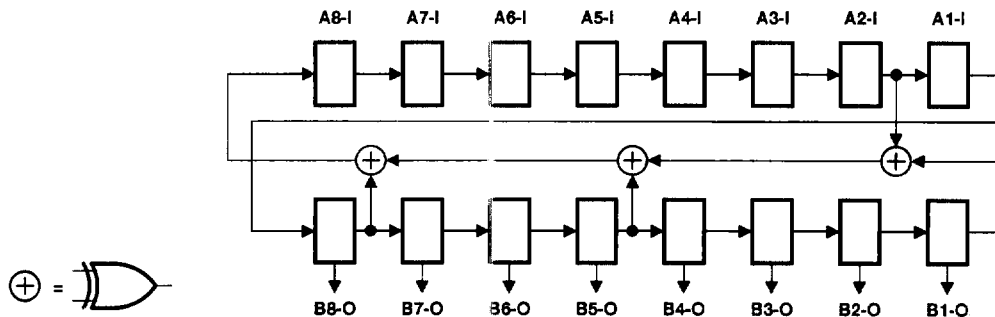 A8-I A7-I A6-I A5-I A4-I A3-I A2-I A1-I
=
B8-O B7-O B6-O B5-O B4-O B3-O B2-O B1-O